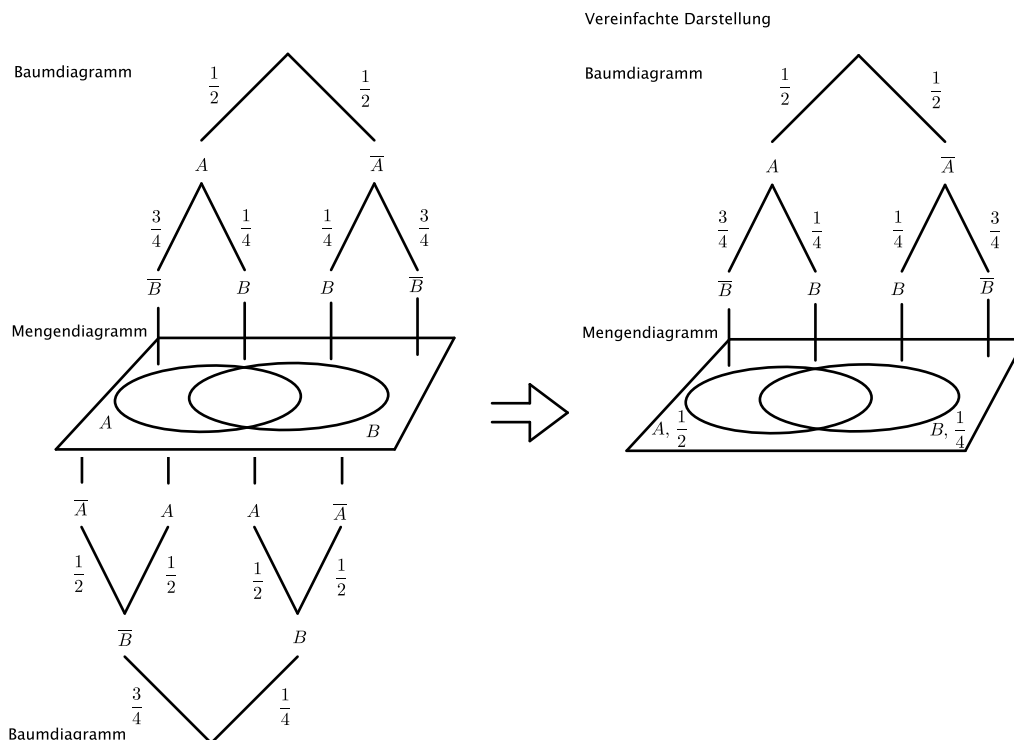 Vereinfachte Darstellung
Baumdiagramm
1/2 1/2
A A̅
3/4 1/4 1/4 3/4
B̅ B B B̅
Mengendiagramm
A B
A̅ A A A̅
1/2 1/2 1/2 1/2
B̅ B
3/4 1/4
Baumdiagramm
Baumdiagramm
1/2 1/2
A A̅
3/4 1/4 1/4 3/4
B̅ B B B̅
Mengendiagramm
A, 1/2 B, 1/4